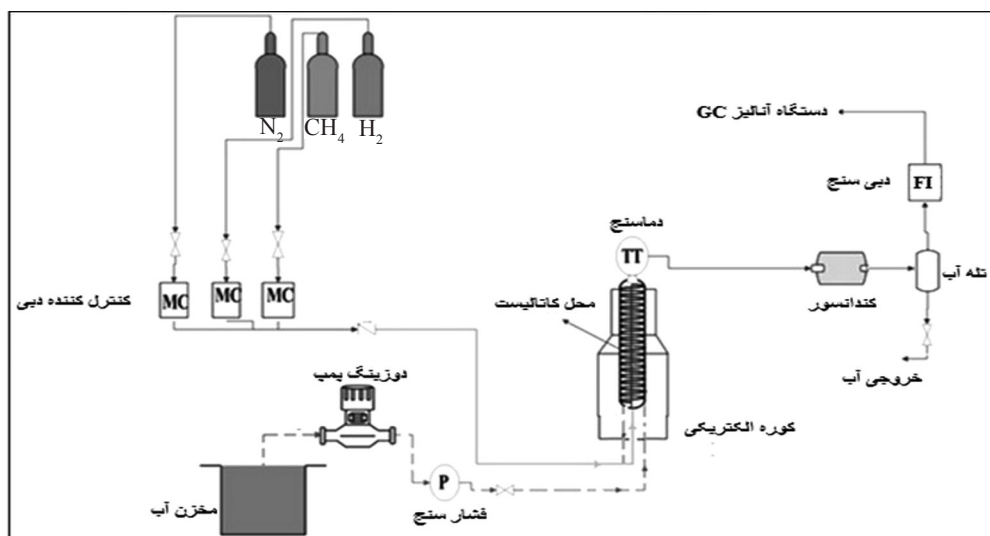 N₂
CH₄
H₂
دستگاه آنالیز GC
دبی سنج
FI
دماسنج
TT
تله آب
کندانسور
کنترل کننده دبی
MC
MC
MC
محل کاتالیست
خروجی آب
دوزینگ پمپ
کوره الکتریکی
P
مخزن آب
فشار سنج